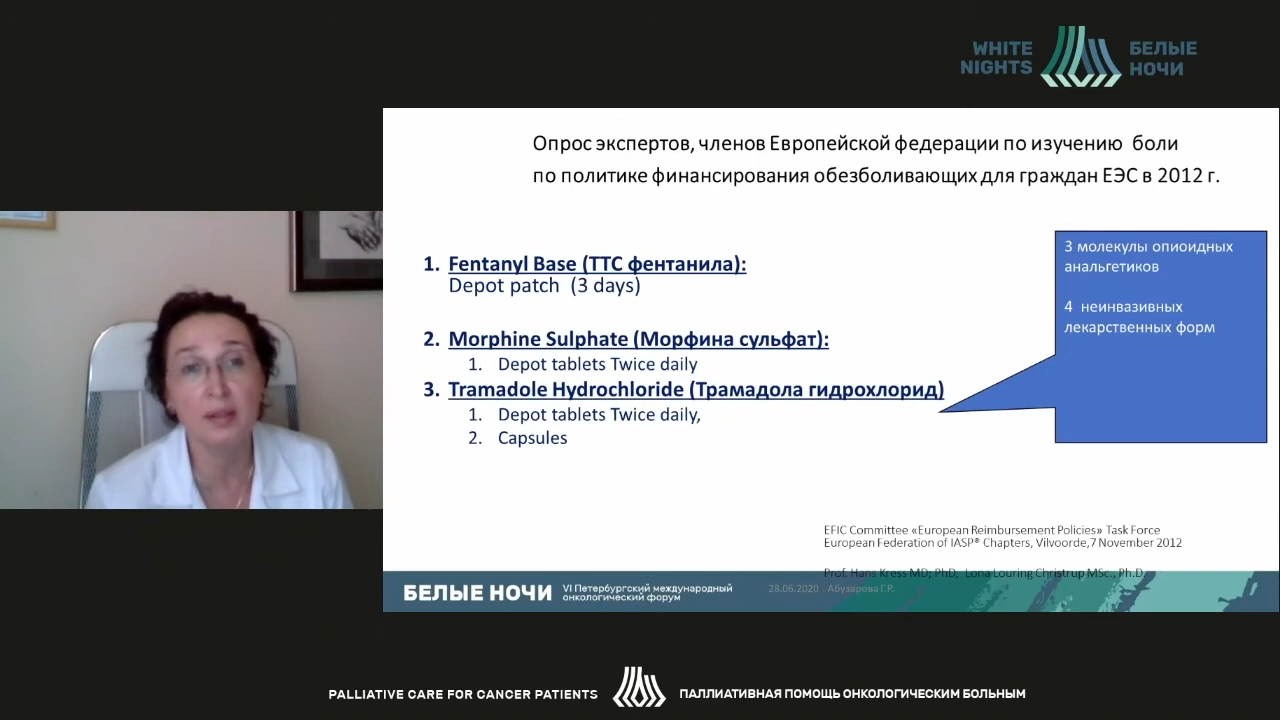 WHITE
NIGHTS
БЕЛЫЕ
НОЧИ
Опрос экспертов, членов Европейской федерации по изучению боли
по политике финансирования обезболивающих для граждан ЕЭС в 2012 г.
1. Fentanyl Base (ТТС фентанила):
Depot patch (3 days)
2. Morphine Sulphate (Морфина сульфат):
1. Depot tablets Twice daily
3. Tramadole Hydrochloride (Трамадола гидрохлорид)
1. Depot tablets Twice daily,
2. Capsules
3 молекулы опиоидных
анальгетиков
4 неинвазивных
лекарственных форм
EFIC Committee «European Reimbursement Policies» Task Force
European Federation of IASP® Chapters, Vilvoorde,7 November 2012
Prof. Hans Kress MD; PhD, Lona Louring Christrup MSc., Ph.D.
БЕЛЫЕ НОЧИ
VI Петербургский международный
онкологический форум
28.06.2020 . Абузарова Г.Р.
PALLIATIVE CARE FOR CANCER PATIENTS
ПАЛЛИАТИВНАЯ ПОМОЩЬ ОНКОЛОГИЧЕСКИМ БОЛЬНЫМ